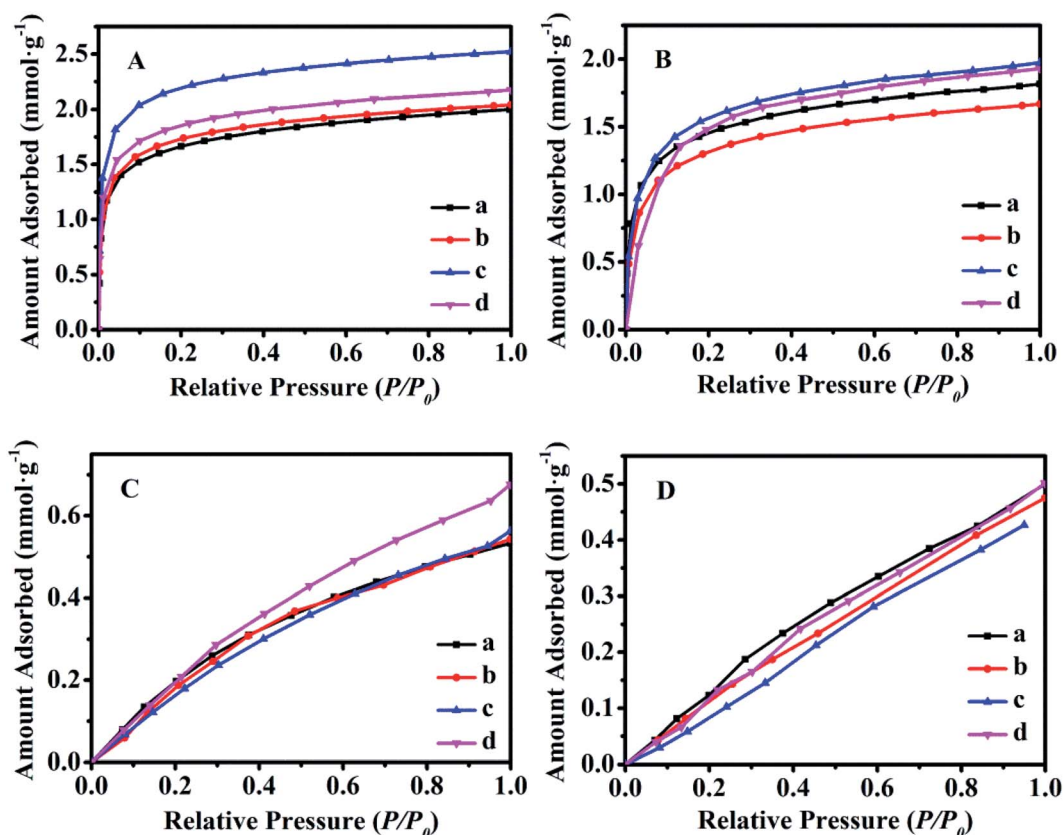 A
Amount Adsorbed (mmol·g⁻¹)
2.5
2.0
1.5
1.0
0.5
0.0
a
b
c
d
0.0 0.2 0.4 0.6 0.8 1.0
Relative Pressure (P/P₀)
B
Amount Adsorbed (mmol·g⁻¹)
2.0
1.5
1.0
0.5
0.0
a
b
c
d
0.0 0.2 0.4 0.6 0.8 1.0
Relative Pressure (P/P₀)
C
Amount Adsorbed (mmol·g⁻¹)
0.6
0.4
0.2
0.0
a
b
c
d
0.0 0.2 0.4 0.6 0.8 1.0
Relative Pressure (P/P₀)
D
Amount Adsorbed (mmol·g⁻¹)
0.5
0.4
0.3
0.2
0.1
0.0
a
b
c
d
0.0 0.2 0.4 0.6 0.8 1.0
Relative Pressure (P/P₀)